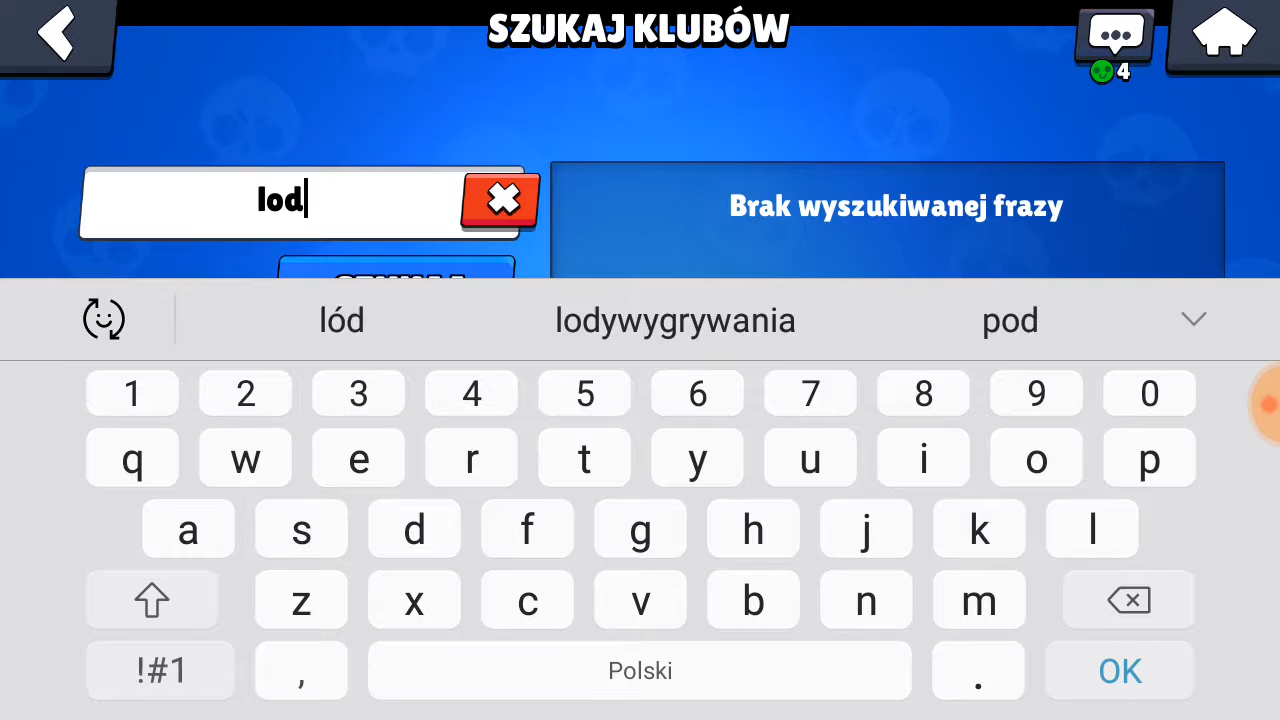 SZUKAJ KLUBÓW
4
lod
Brak wyszukiwanej frazy
lód lodywygrywania pod
1 2 3 4 5 6 7 8 9 0
q w e r t y u i o p
a s d f g h j k l
z x c v b n m
!#1 , Polski . OK